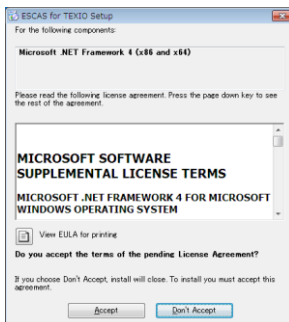 ESCAS for TEXIO Setup
For the following components:
Microsoft .NET Framework 4 (x86 and x64)
Please read the following license agreement. Press the page down key to see
the rest of the agreement.
MICROSOFT SOFTWARE
SUPPLEMENTAL LICENSE TERMS
MICROSOFT .NET FRAMEWORK 4 FOR MICROSOFT
WINDOWS OPERATING SYSTEM
View EULA for printing
Do you accept the terms of the pending License Agreement?
If you choose Don't Accept, install will close. To install you must accept this
agreement.
Accept
Don't Accept